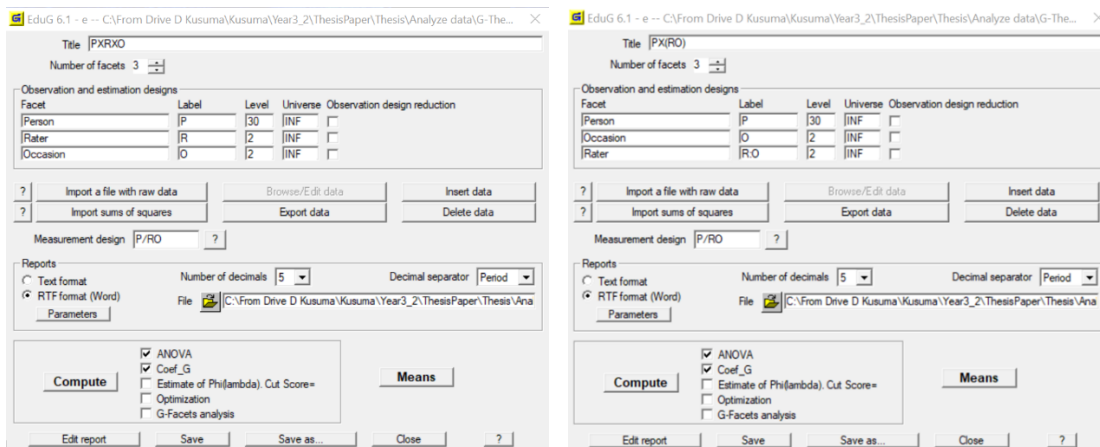 EduG 6.1 - e -- C:\From Drive D Kusuma\Kusuma\Year3_2\ThesisPaper\Thesis\Analyze data\G-The...
Title PXRXO
Number of facets 3
Observation and estimation designs
Facet Label Level Universe Observation design reduction
Person P 30 INF
Rater R 2 INF
Occasion O 2 INF
? Import a file with raw data Browse/Edit data Insert data
? Import sums of squares Export data Delete data
Measurement design P/RO ?
Reports
Text format Number of decimals 5 Decimal separator Period
RTF format (Word) File C:\From Drive D Kusuma\Kusuma\Year3_2\ThesisPaper\Thesis\Ana
Parameters
ANOVA
Coef_G
Compute Estimate of Phi(lambda). Cut Score= Means
Optimization
G-Facets analysis
Edit report Save Save as... Close ?
EduG 6.1 - e -- C:\From Drive D Kusuma\Kusuma\Year3_2\ThesisPaper\Thesis\Analyze data\G-The...
Title PX(RO)
Number of facets 3
Observation and estimation designs
Facet Label Level Universe Observation design reduction
Person P 30 INF
Occasion O 2 INF
Rater R:O 2 INF
? Import a file with raw data Browse/Edit data Insert data
? Import sums of squares Export data Delete data
Measurement design P/RO ?
Reports
Text format Number of decimals 5 Decimal separator Period
RTF format (Word) File C:\From Drive D Kusuma\Kusuma\Year3_2\ThesisPaper\Thesis\Ana
Parameters
ANOVA
Coef_G
Compute Estimate of Phi(lambda). Cut Score= Means
Optimization
G-Facets analysis
Edit report Save Save as... Close ?